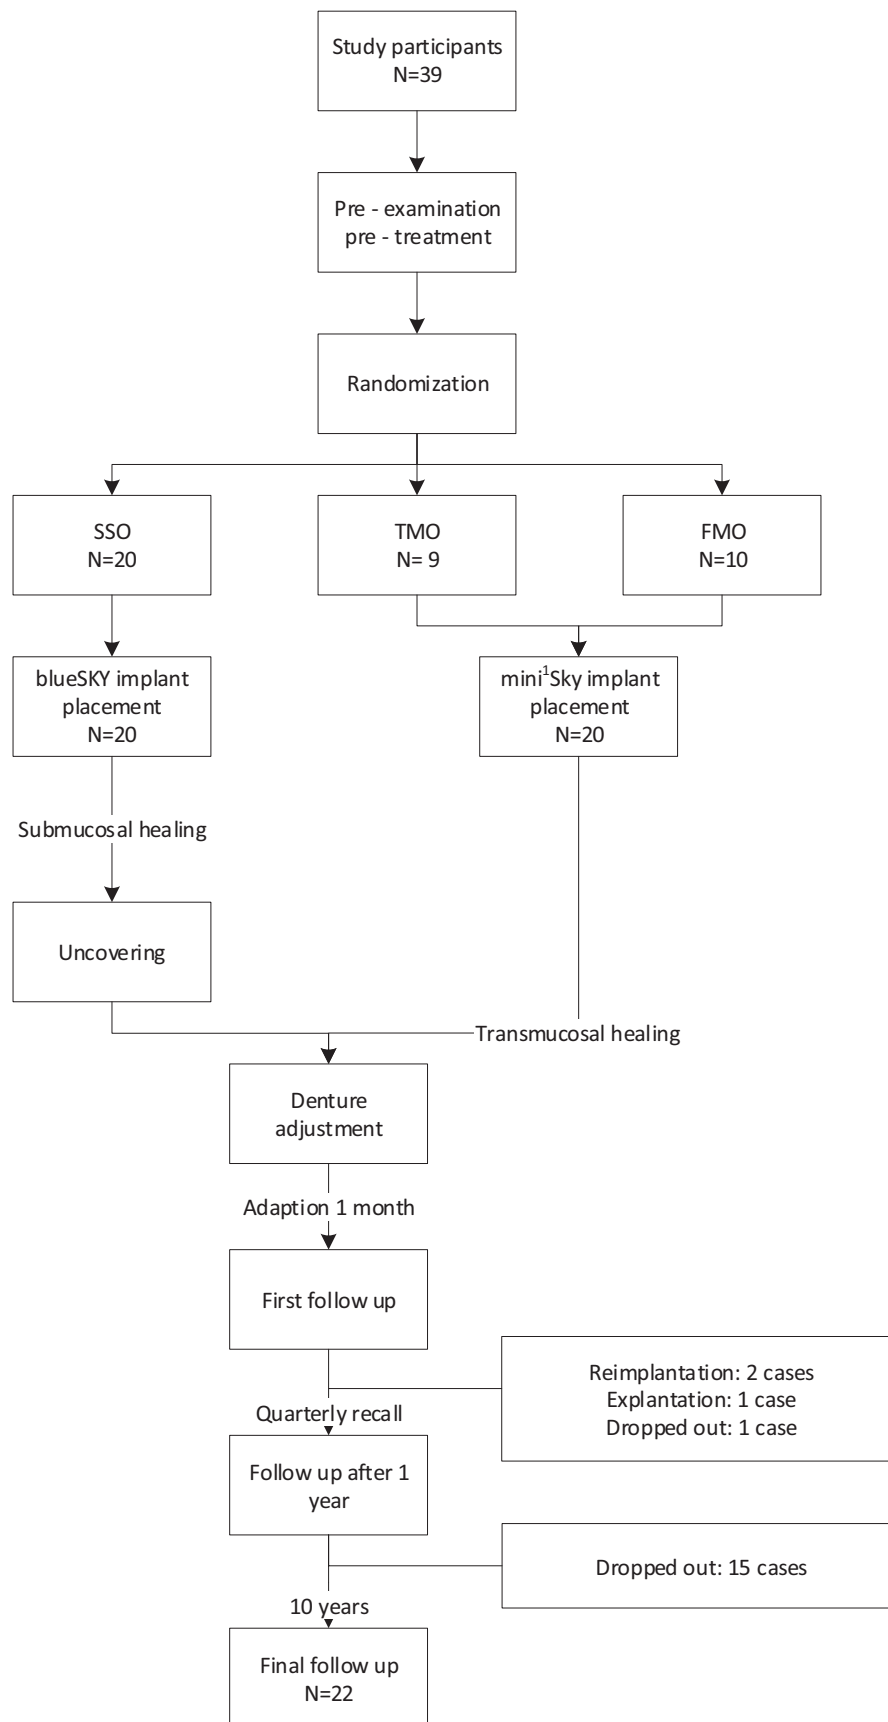 Study participants
N=39
Pre - examination
pre - treatment
Randomization
SSO
N=20
TMO
N= 9
FMO
N=10
blueSKY implant
placement
N=20
mini¹Sky implant
placement
N=20
Submucosal healing
Uncovering
Transmucosal healing
Denture
adjustment
Adaption 1 month
First follow up
Reimplantation: 2 cases
Explantation: 1 case
Dropped out: 1 case
Quarterly recall
Follow up after 1
year
Dropped out: 15 cases
10 years
Final follow up
N=22